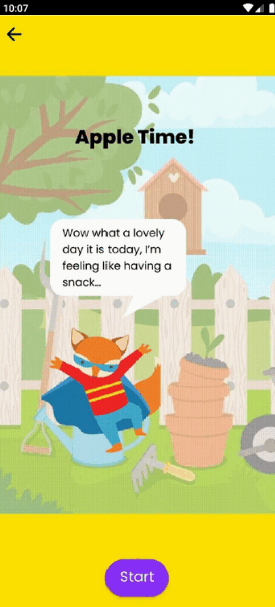 10:07
Apple Time!
Wow what a lovely
day it is today, I'm
feeling like having a
snack...
Start